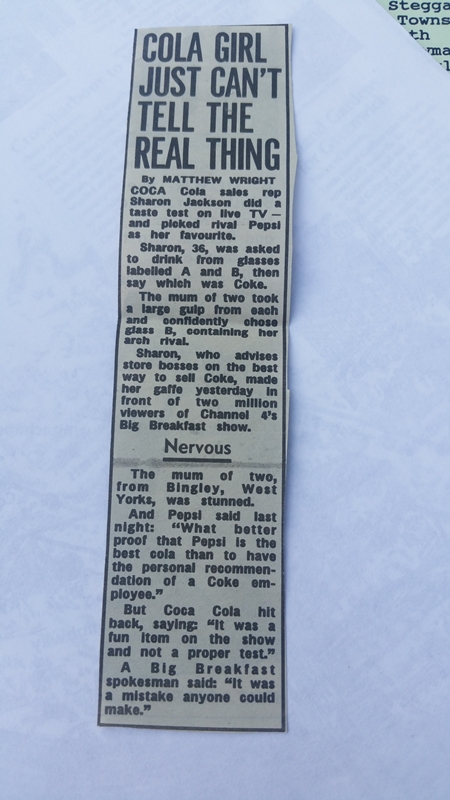 Stegga
Towns
th
yma
COLA GIRL
JUST CAN'T
TELL THE
REAL THING
By MATTHEW WRIGHT
COCA Cola sales rep
Sharon Jackson did a
taste test on live TV —
and picked rival Pepsi
as her favourite.
Sharon, 36, was asked
to drink from glasses
labelled A and B, then
say which was Coke.
The mum of two took
a large gulp from each
and confidently chose
glass B, containing her
arch rival.
Sharon, who advises
store bosses on the best
way to sell Coke, made
her gaffe yesterday in
front of two million
viewers of Channel 4's
Big Breakfast show.
Nervous
The mum of two,
from Bingley, West
Yorks, was stunned.
And Pepsi said last
night: "What better
proof that Pepsi is the
best cola than to have
the personal recommen-
dation of a Coke em-
ployee."
But Coca Cola hit
back, saying: "It was a
fun item on the show
and not a proper test."
A Big Breakfast
spokesman said: "It was
a mistake anyone could
make."